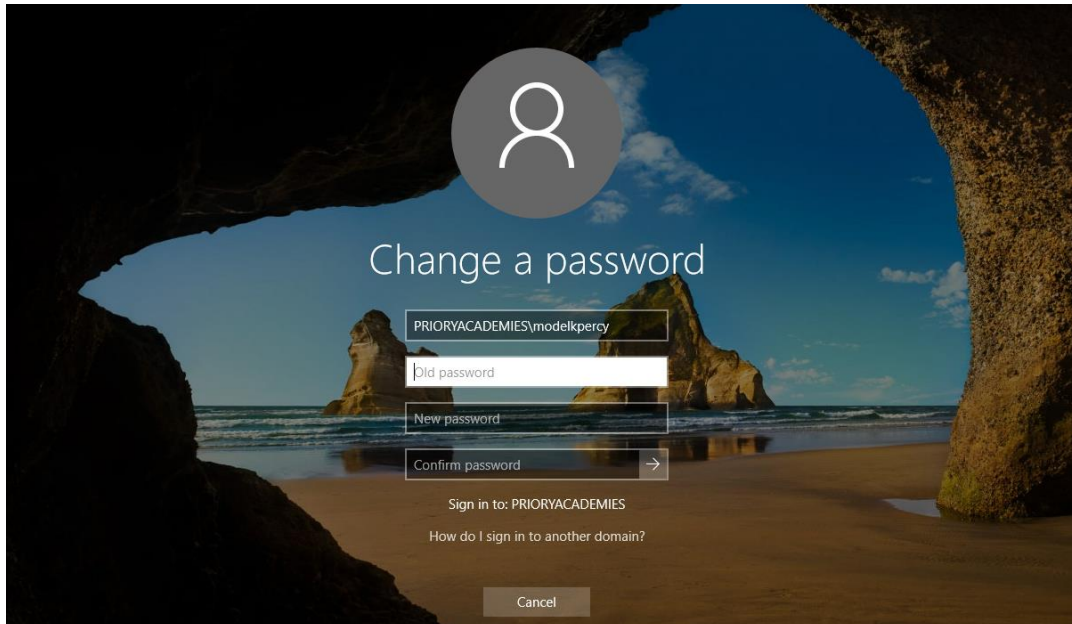 Change a password
PRIORYACADEMIES\modelkpercy
Old password
New password
Confirm password
Sign in to: PRIORYACADEMIES
How do I sign in to another domain?
Cancel